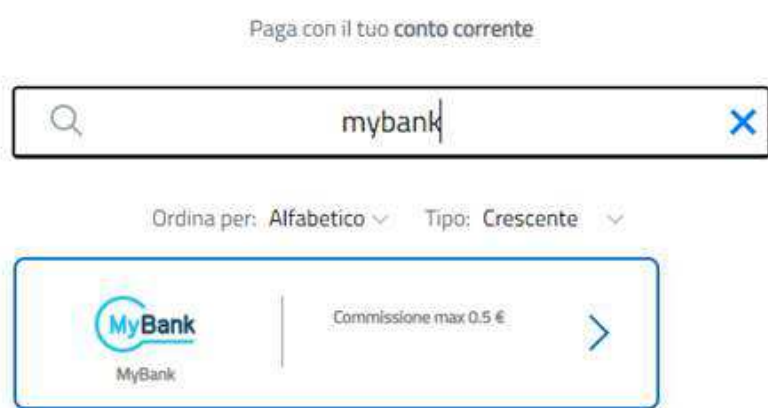 Paga con il tuo conto corrente
mybank
Ordina per: Alfabetico Tipo: Crescente
MyBank
Commissione max 0.5 €
MyBank